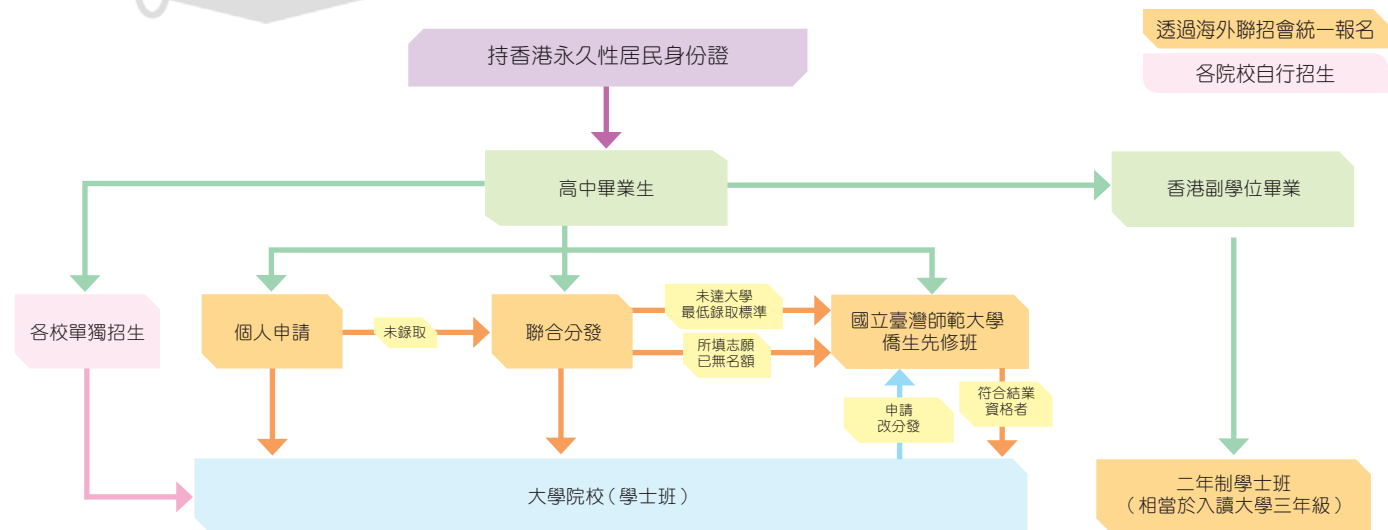 透過海外聯招會統一報名
各院校自行招生
持香港永久性居民身份證
高中畢業生
香港副學位畢業
各校單獨招生
個人申請
未錄取
聯合分發
未達大學
最低錄取標準
所填志願
已無名額
國立臺灣師範大學
僑生先修班
申請
改分發
符合結業
資格者
大學院校(學士班)
二年制學士班
(相當於入讀大學三年級)